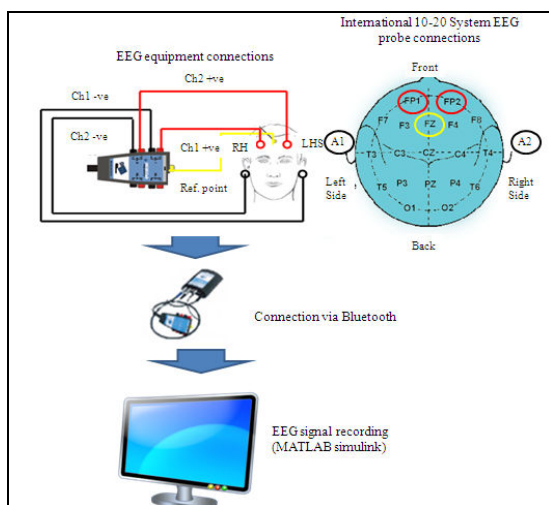 International 10-20 System EEG
probe connections
EEG equipment connections
Front
Ch2 +ve
Ch1 -ve
Ch2 -ve
Ch1 +ve
RH
LHS
Ref. point
FP1
FP2
F7
F3
FZ
F4
F8
A1
A2
T3
C3
CZ
C4
T4
Left
Side
Right
Side
T5
P3
PZ
P4
T6
O1
O2
Back
Connection via Bluetooth
EEG signal recording
(MATLAB simulink)